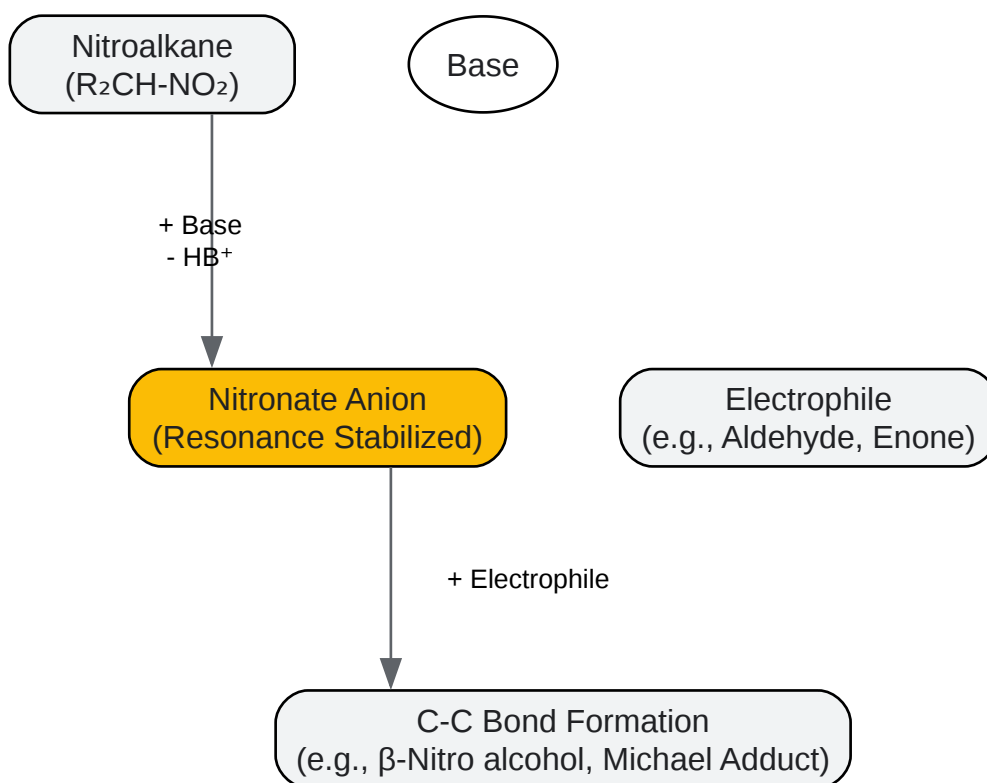 Nitroalkane
(R₂CH-NO₂)
Base
+ Base
- HB⁺
Nitronate Anion
(Resonance Stabilized)
Electrophile
(e.g., Aldehyde, Enone)
+ Electrophile
C-C Bond Formation
(e.g., β-Nitro alcohol, Michael Adduct)